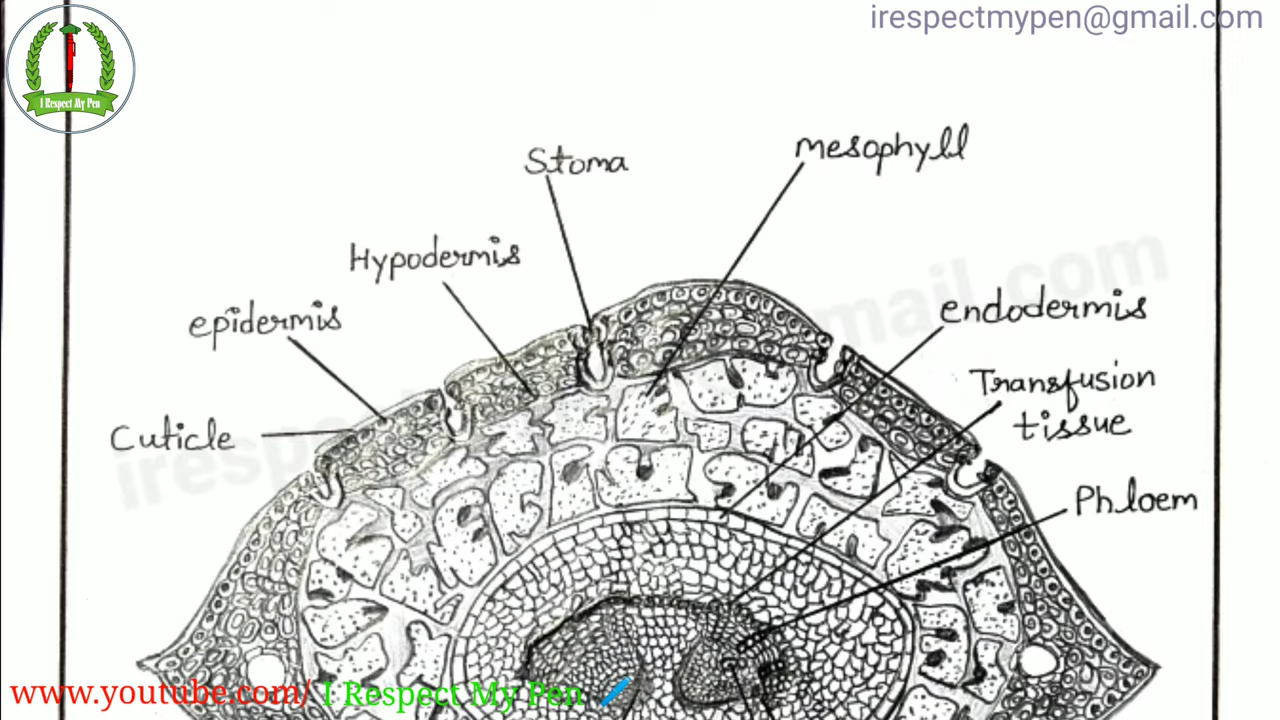 irespectmypen@gmail.com
I Respect My Pen
Stoma
mesophyll
Hypodermis
epidermis
endodermis
Cuticle
Transfusion
tissue
Phloem
www.youtube.com/ I Respect My Pen